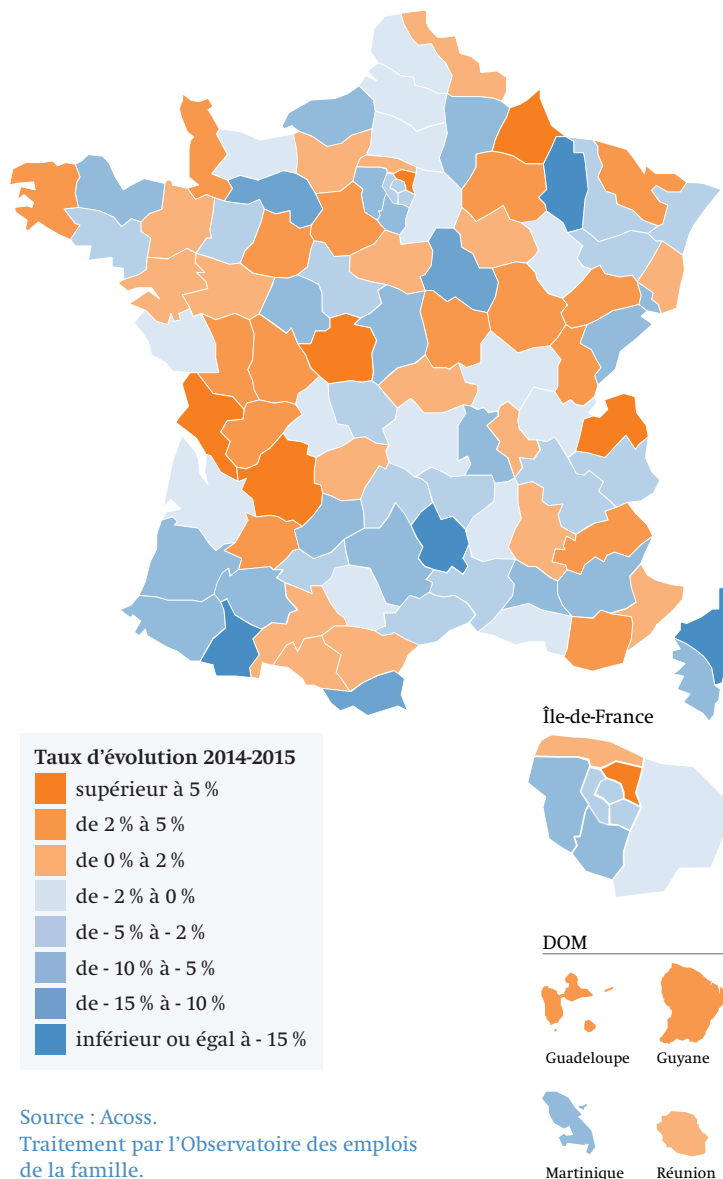 Île-de-France
Taux d'évolution 2014-2015
supérieur à 5 %
de 2 % à 5 %
de 0 % à 2 %
de - 2 % à 0 %
de - 5 % à - 2 %
de - 10 % à - 5 %
de - 15 % à - 10 %
inférieur ou égal à - 15 %
DOM
Guadeloupe
Guyane
Martinique
Réunion
Source : Acoss.
Traitement par l'Observatoire des emplois
de la famille.